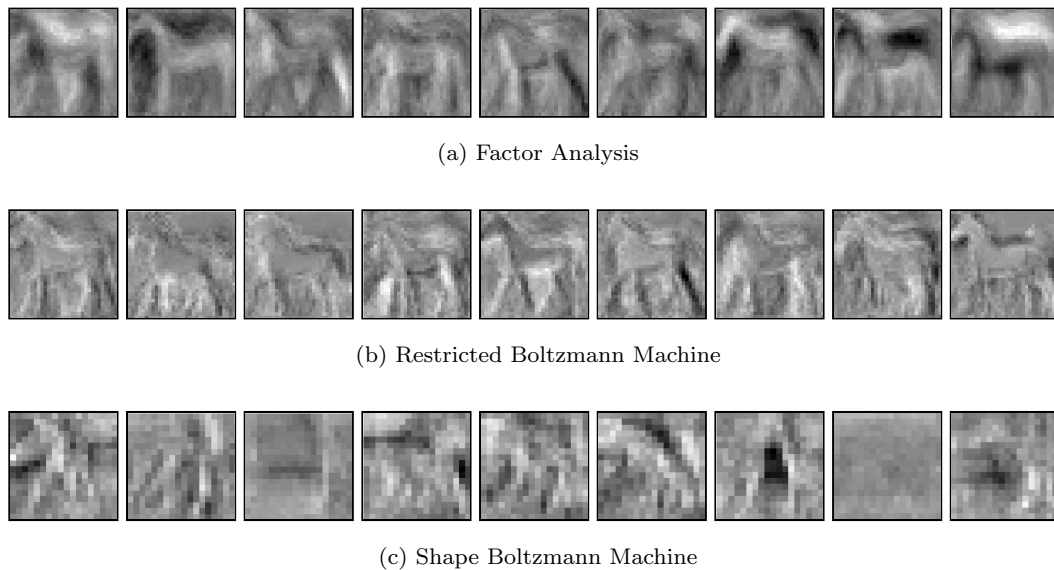 (a) Factor Analysis
(b) Restricted Boltzmann Machine
(c) Shape Boltzmann Machine